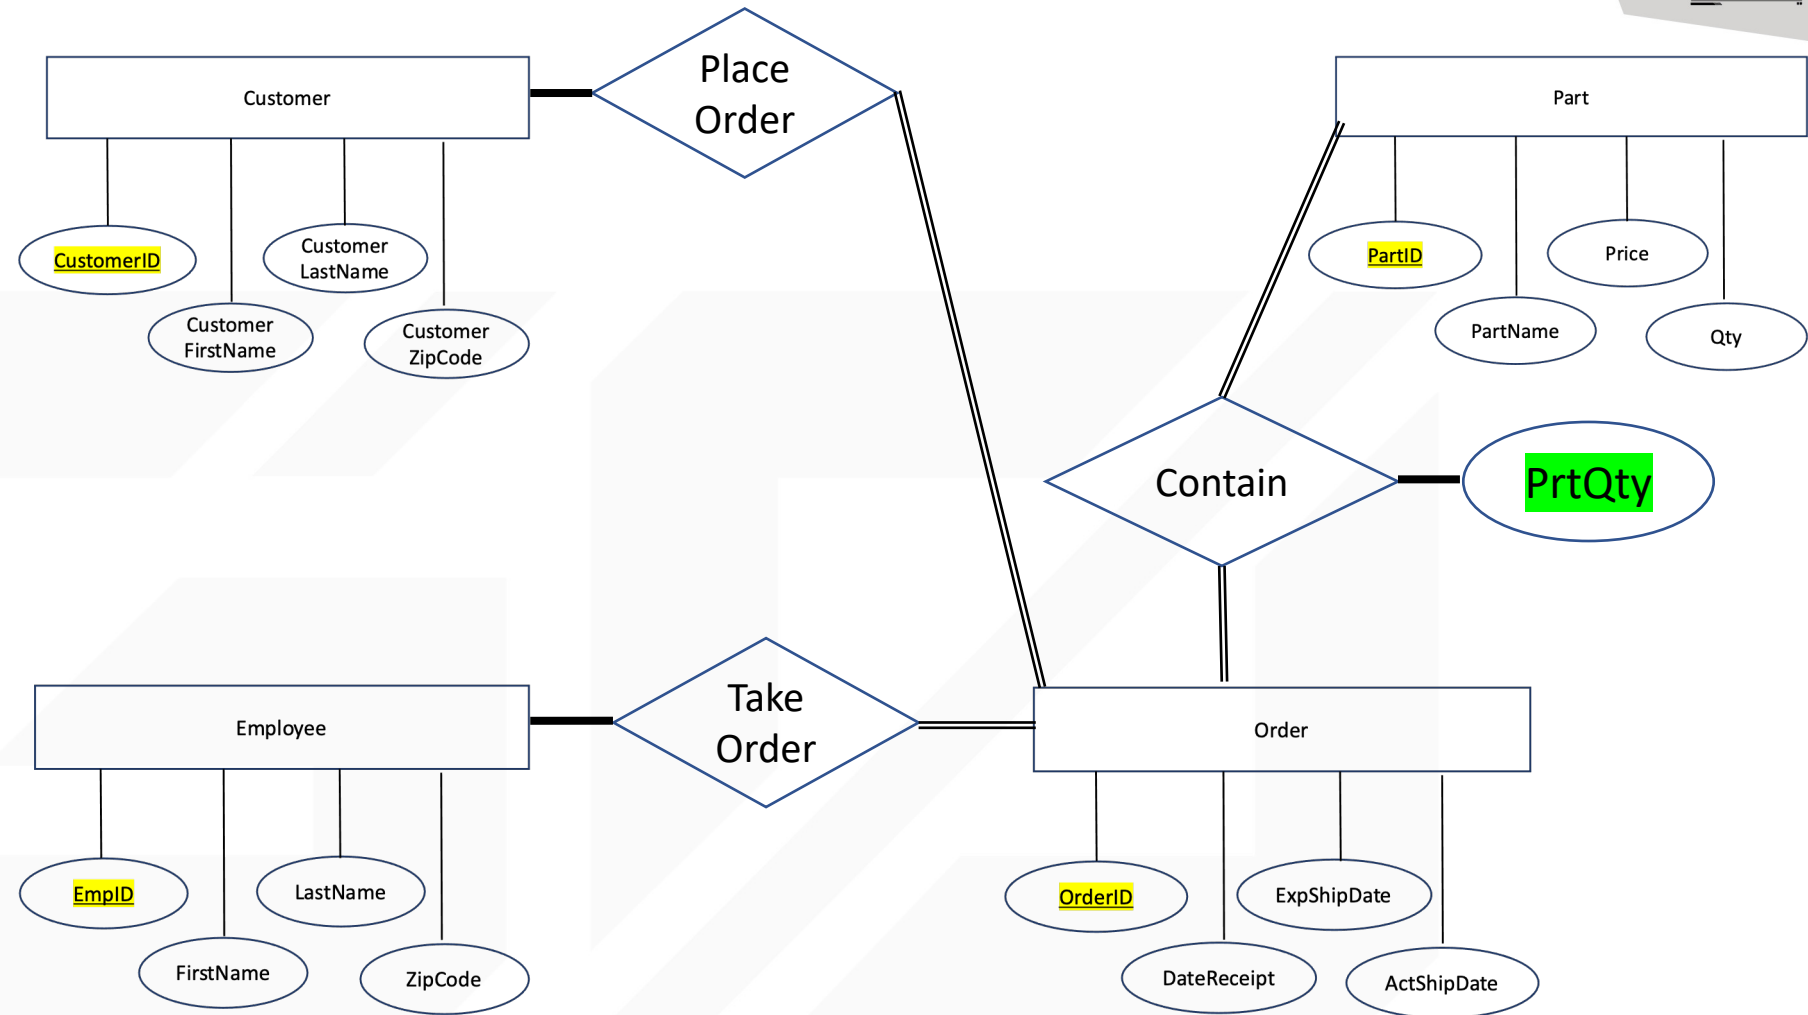 Place
Order
Customer
Part
CustomerID
Customer
LastName
Customer
FirstName
Customer
ZipCode
PartID
Price
PartName
Qty
Contain
PrtQty
Take
Order
Employee
Order
EmpID
LastName
FirstName
ZipCode
OrderID
ExpShipDate
DateReceipt
ActShipDate